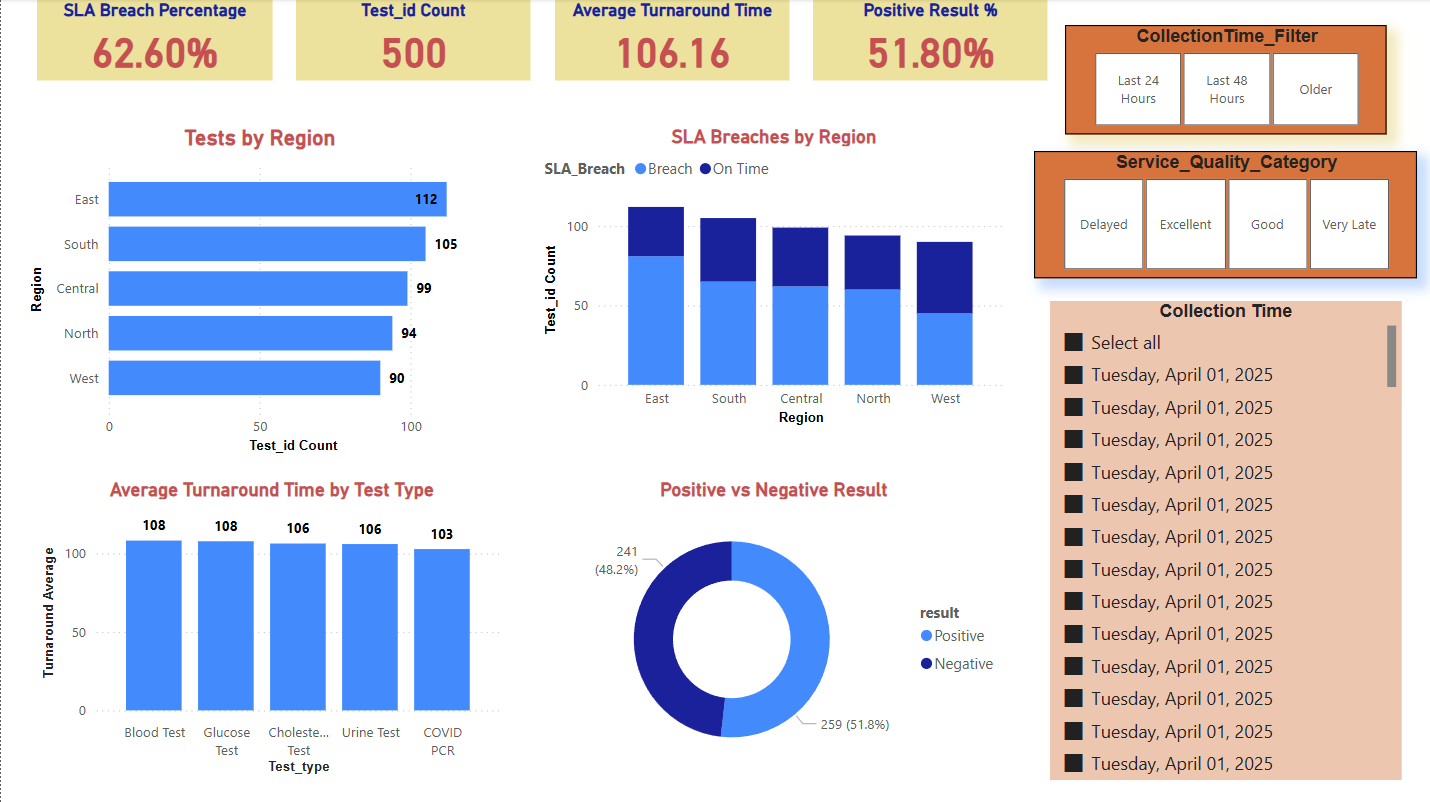 SLA Breach Percentage
62.60%
Test_id Count
500
Average Turnaround Time
106.16
Positive Result %
51.80%
CollectionTime_Filter
Last 24
Hours
Last 48
Hours
Older
Service_Quality_Category
Delayed
Excellent
Good
Very Late
Tests by Region
Region
East
112
South
105
Central
99
North
94
West
90
0
50
100
Test_id Count
SLA Breaches by Region
SLA_Breach Breach On Time
Test_id Count
100
50
0
East
South
Central
North
West
Region
Collection Time
Select all
Tuesday, April 01, 2025
Tuesday, April 01, 2025
Tuesday, April 01, 2025
Tuesday, April 01, 2025
Tuesday, April 01, 2025
Tuesday, April 01, 2025
Tuesday, April 01, 2025
Tuesday, April 01, 2025
Tuesday, April 01, 2025
Tuesday, April 01, 2025
Tuesday, April 01, 2025
Tuesday, April 01, 2025
Tuesday, April 01, 2025
Average Turnaround Time by Test Type
Turnaround Average
100
50
0
108
108
106
106
103
Blood Test
Glucose
Test
Choleste...
Test
Urine Test
COVID
PCR
Test_type
Positive vs Negative Result
241
(48.2%)
259 (51.8%)
result
Positive
Negative